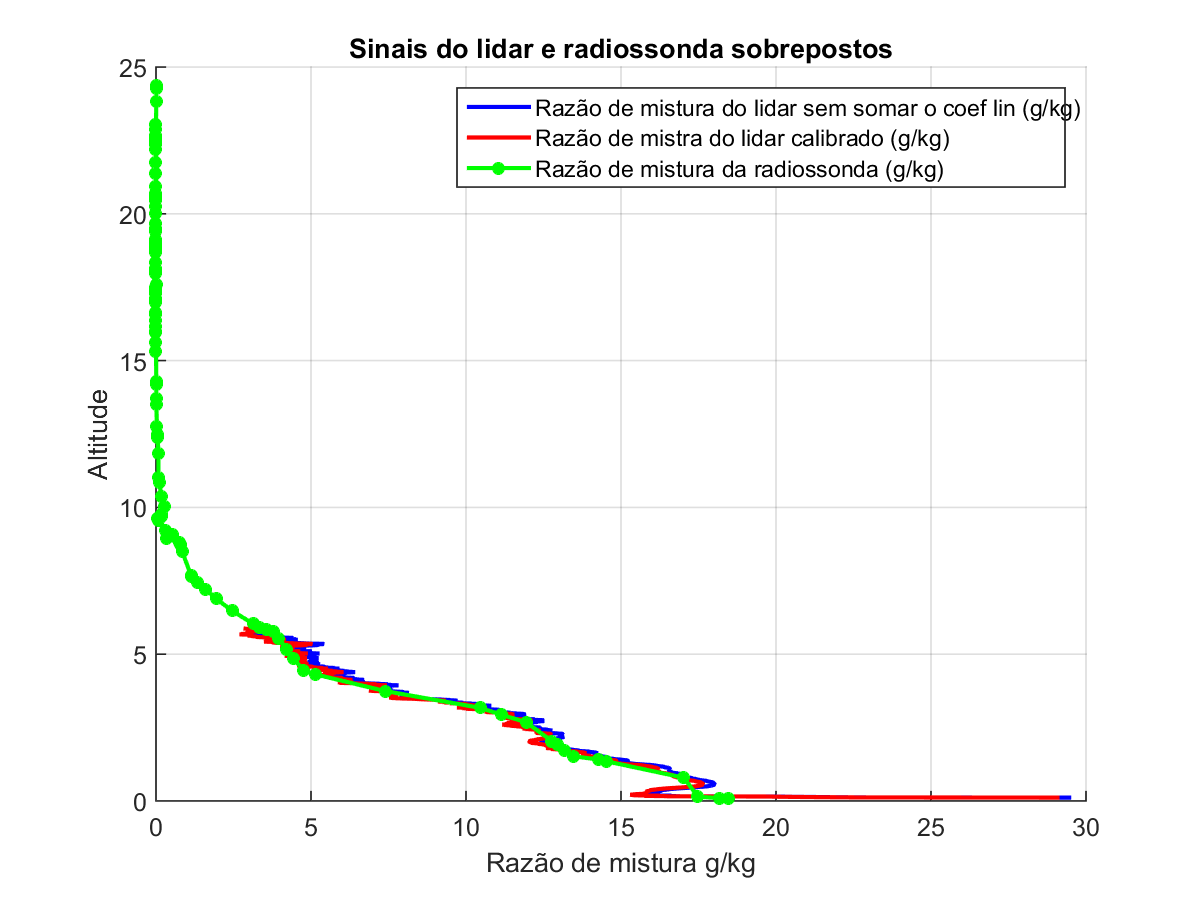 Sinais do lidar e radiossonda sobrepostos
25
Razão de mistura do lidar sem somar o coef lin (g/kg)
Razão de mistra do lidar calibrado (g/kg)
Razão de mistura da radiossonda (g/kg)
20
15
Altitude
10
5
0
0 5 10 15 20 25 30
Razão de mistura g/kg